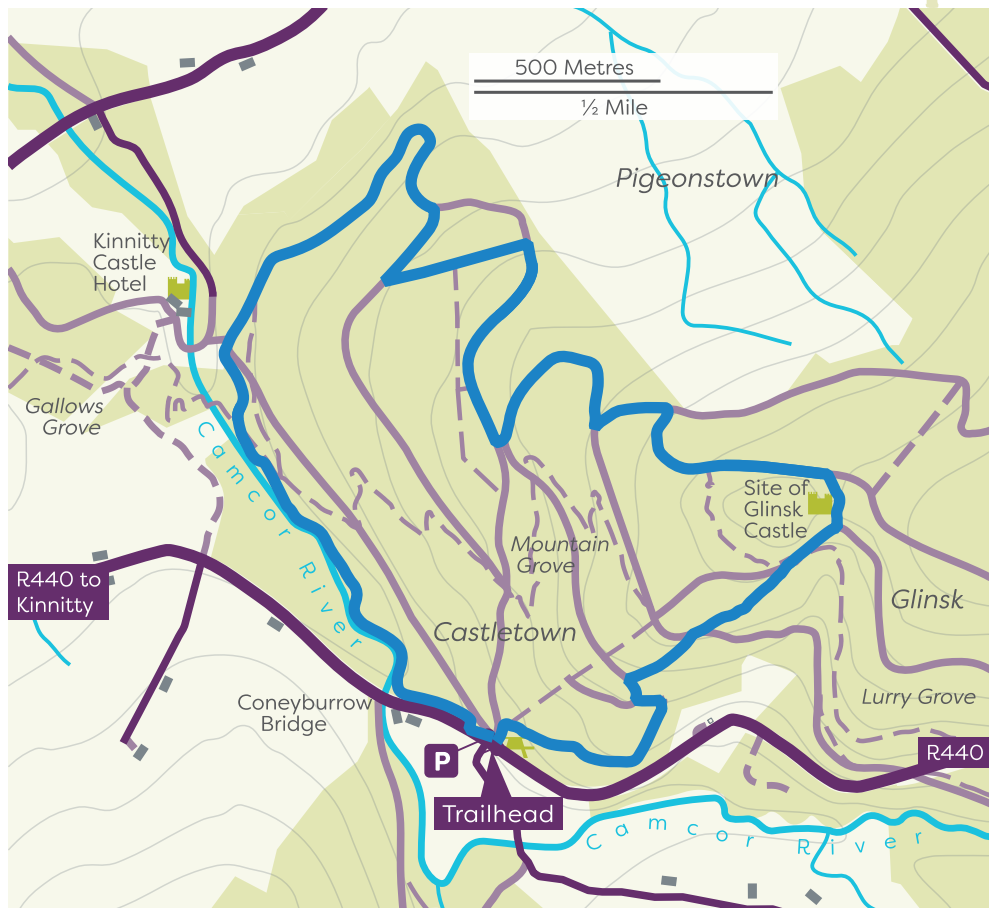 500 Metres
½ Mile
Pigeonstown
Kinnitty
Castle
Hotel
Gallows
Grove
Camcor
River
Site of
Glinsk
Castle
Mountain
Grove
R440 to
Kinnitty
Glinsk
Castletown
Lurry Grove
Coneyburrow
Bridge
R440
P
Trailhead
Camcor River